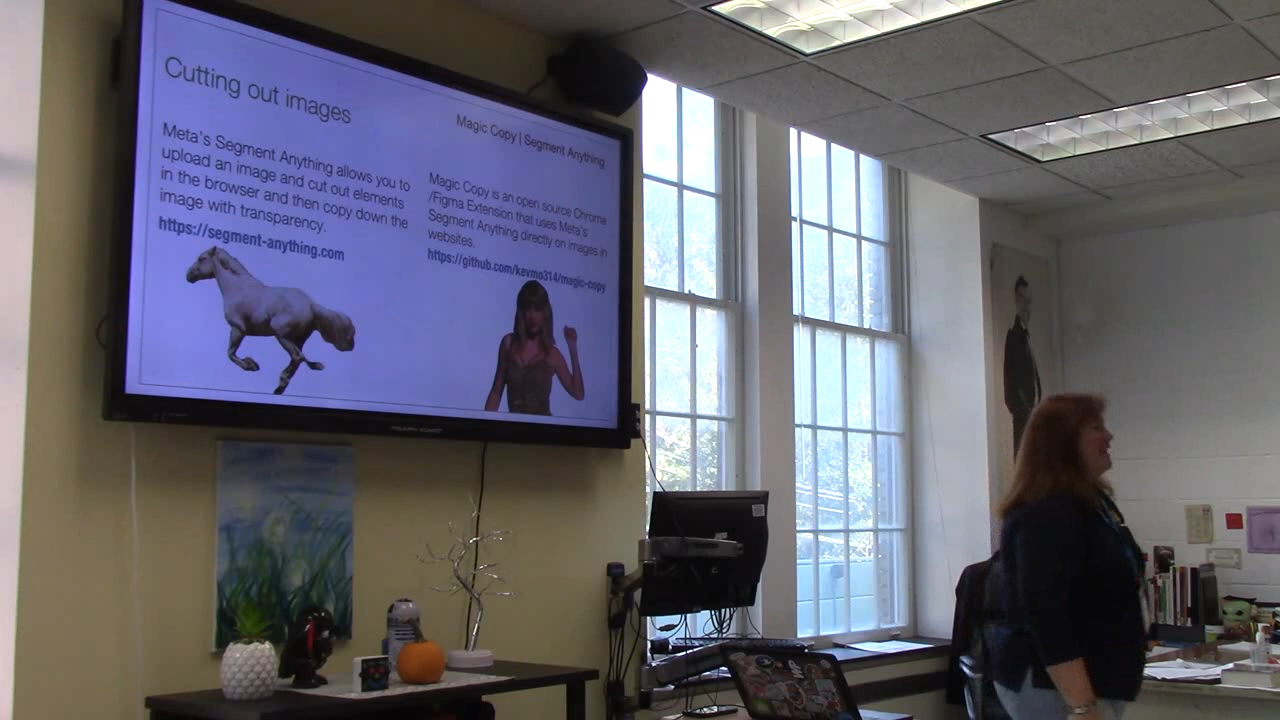 Cutting out images
Magic Copy | Segment Anything
Meta's Segment Anything allows you to
upload an image and cut out elements
in the browser and then copy down the
image with transparency.
https://segment-anything.com
Magic Copy is an open source Chrome
/Figma Extension that uses Meta's
Segment Anything directly on images in
websites.
https://github.com/kevmo314/magic-copy